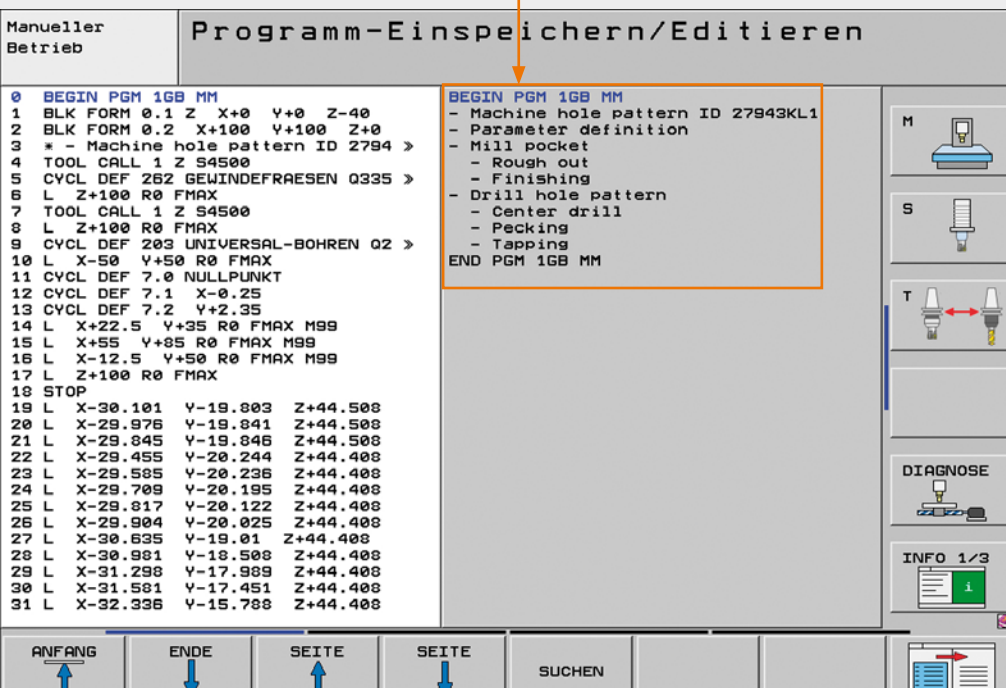 Manueller
Betrieb
Programm-Einspeichern/Editieren
0 BEGIN PGM 1GB MM
1 BLK FORM 0.1 Z X+0 Y+0 Z-40
2 BLK FORM 0.2 X+100 Y+100 Z+0
3 * - Machine hole pattern ID 2794 »
4 TOOL CALL 1 Z S4500
5 CYCL DEF 262 GEWINDEFRAESEN Q335 »
6 L Z+100 R0 FMAX
7 TOOL CALL 1 Z S4500
8 L Z+100 R0 FMAX
9 CYCL DEF 203 UNIVERSAL-BOHREN Q2 »
10 L X-50 Y+50 R0 FMAX
11 CYCL DEF 7.0 NULLPUNKT
12 CYCL DEF 7.1 X-0.25
13 CYCL DEF 7.2 Y+2.35
14 L X+22.5 Y+35 R0 FMAX M99
15 L X+55 Y+85 R0 FMAX M99
16 L X-12.5 Y+50 R0 FMAX M99
17 L Z+100 R0 FMAX
18 STOP
19 L X-30.101 Y-19.803 Z+44.508
20 L X-29.976 Y-19.841 Z+44.508
21 L X-29.845 Y-19.846 Z+44.508
22 L X-29.455 Y-20.244 Z+44.408
23 L X-29.585 Y-20.236 Z+44.408
24 L X-29.709 Y-20.195 Z+44.408
25 L X-29.817 Y-20.122 Z+44.408
26 L X-29.904 Y-20.025 Z+44.408
27 L X-30.635 Y-19.01 Z+44.408
28 L X-30.981 Y-18.508 Z+44.408
29 L X-31.298 Y-17.989 Z+44.408
30 L X-31.581 Y-17.451 Z+44.408
31 L X-32.336 Y-15.788 Z+44.408
BEGIN PGM 1GB MM
- Machine hole pattern ID 27943KL1
- Parameter definition
- Mill pocket
- Rough out
- Finishing
- Drill hole pattern
- Center drill
- Pecking
- Tapping
END PGM 1GB MM
M
S
T
DIAGNOSE
INFO 1/3
i
ANFANG
ENDE
SEITE
SEITE
SUCHEN